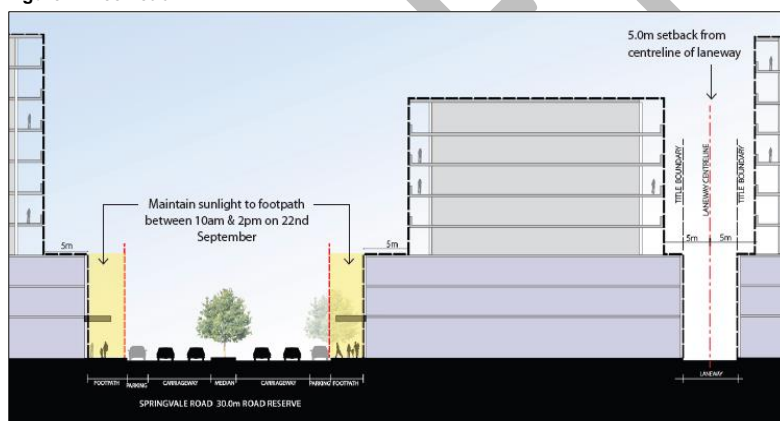 5.0m setback from
centreline of laneway
TITLE BOUNDARY
LANEWAY CENTRELINE
TITLE BOUNDARY
Maintain sunlight to footpath
between 10am & 2pm on 22nd
September
5m
5m
5m
5m
FOOTPATH
PARKING
CARRIAGEWAY
MEDIAN
CARRIAGEWAY
PARKING
FOOTPATH
LANEWAY
SPRINGVALE ROAD 30.0m ROAD RESERVE